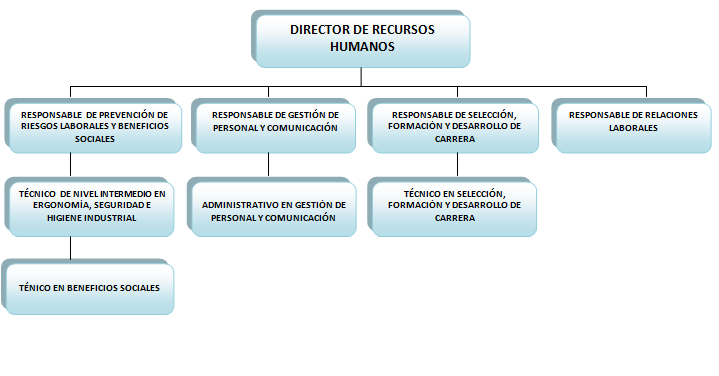 DIRECTOR DE RECURSOS
HUMANOS
RESPONSABLE DE PREVENCIÓN DE
RIESGOS LABORALES Y BENEFICIOS
SOCIALES
RESPONSABLE DE GESTIÓN DE
PERSONAL Y COMUNICACIÓN
RESPONSABLE DE SELECCIÓN,
FORMACIÓN Y DESARROLLO DE
CARRERA
RESPONSABLE DE RELACIONES
LABORALES
TÉCNICO DE NIVEL INTERMEDIO EN
ERGONOMÍA, SEGURIDAD E
HIGIENE INDUSTRIAL
ADMINISTRATIVO EN GESTIÓN DE
PERSONAL Y COMUNICACIÓN
TÉCNICO EN SELECCIÓN,
FORMACIÓN Y DESARROLLO DE
CARRERA
TÉNICO EN BENEFICIOS SOCIALES